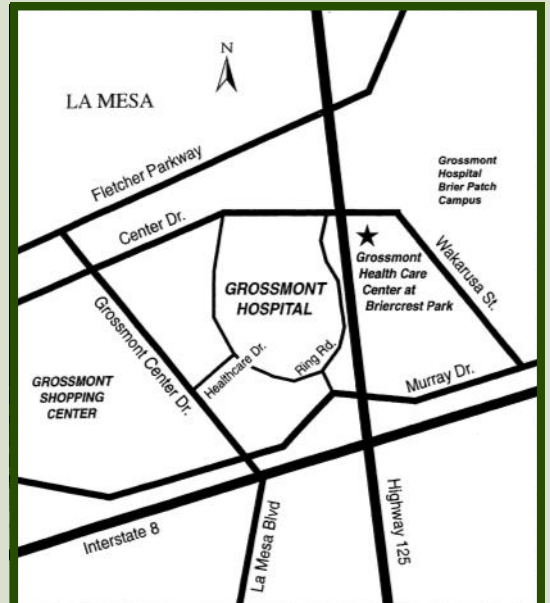 N
LA MESA
Fletcher Parkway
Grossmont
Hospital
Brier Patch
Campus
Center Dr.
Wakarusa St.
Grossmont
Health Care
Center at
Briercrest Park
GROSSMONT
HOSPITAL
Grossmont Center Dr.
Healthcare Dr.
Ring Rd.
Murray Dr.
GROSSMONT
SHOPPING
CENTER
Interstate 8
La Mesa Blvd
Highway 125